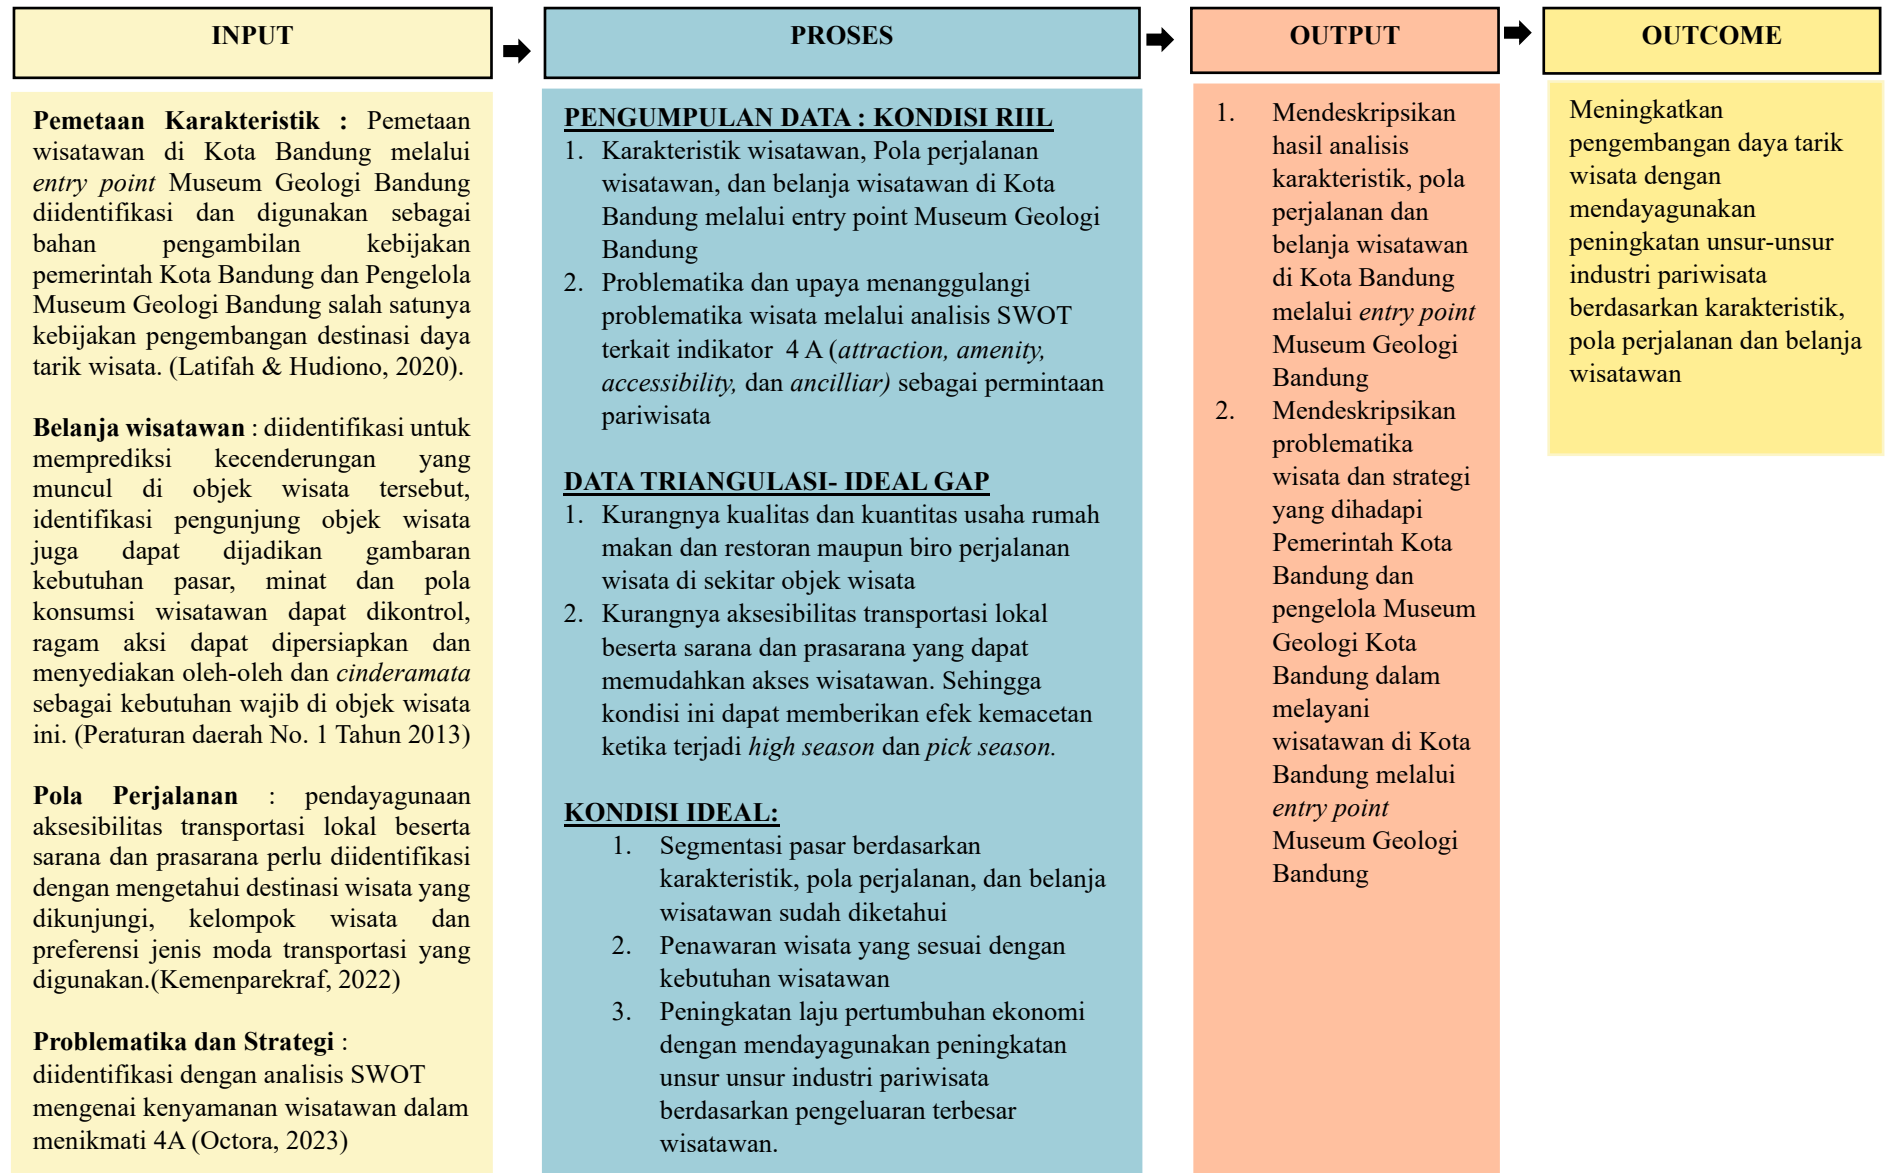 INPUT
PROSES
OUTPUT
OUTCOME
Pemetaan Karakteristik : Pemetaan
wisatawan di Kota Bandung melalui
entry point Museum Geologi Bandung
diidentifikasi dan digunakan sebagai
bahan pengambilan kebijakan
pemerintah Kota Bandung dan Pengelola
Museum Geologi Bandung salah satunya
kebijakan pengembangan destinasi daya
tarik wisata. (Latifah & Hudiono, 2020).
Belanja wisatawan : diidentifikasi untuk
memprediksi kecenderungan yang
muncul di objek wisata tersebut,
identifikasi pengunjung objek wisata
juga dapat dijadikan gambaran
kebutuhan pasar, minat dan pola
konsumsi wisatawan dapat dikontrol,
ragam aksi dapat dipersiapkan dan
menyediakan oleh-oleh dan cinderamata
sebagai kebutuhan wajib di objek wisata
ini. (Peraturan daerah No. 1 Tahun 2013)
Pola Perjalanan : pendayagunaan
aksesibilitas transportasi lokal beserta
sarana dan prasarana perlu diidentifikasi
dengan mengetahui destinasi wisata yang
dikunjungi, kelompok wisata dan
preferensi jenis moda transportasi yang
digunakan.(Kemenparekraf, 2022)
Problematika dan Strategi :
diidentifikasi dengan analisis SWOT
mengenai kenyamanan wisatawan dalam
menikmati 4A (Octora, 2023)
PENGUMPULAN DATA : KONDISI RIIL
1. Karakteristik wisatawan, Pola perjalanan
wisatawan, dan belanja wisatawan di Kota
Bandung melalui entry point Museum Geologi
Bandung
2. Problematika dan upaya menanggulangi
problematika wisata melalui analisis SWOT
terkait indikator 4 A (attraction, amenity,
accessibility, dan ancilliar) sebagai permintaan
pariwisata
DATA TRIANGULASI- IDEAL GAP
1. Kurangnya kualitas dan kuantitas usaha rumah
makan dan restoran maupun biro perjalanan
wisata di sekitar objek wisata
2. Kurangnya aksesibilitas transportasi lokal
beserta sarana dan prasarana yang dapat
memudahkan akses wisatawan. Sehingga
kondisi ini dapat memberikan efek kemacetan
ketika terjadi high season dan pick season.
KONDISI IDEAL:
1. Segmentasi pasar berdasarkan
karakteristik, pola perjalanan, dan belanja
wisatawan sudah diketahui
2. Penawaran wisata yang sesuai dengan
kebutuhan wisatawan
3. Peningkatan laju pertumbuhan ekonomi
dengan mendayagunakan peningkatan
unsur unsur industri pariwisata
berdasarkan pengeluaran terbesar
wisatawan.
1. Mendeskripsikan
hasil analisis
karakteristik, pola
perjalanan dan
belanja wisatawan
di Kota Bandung
melalui entry point
Museum Geologi
Bandung
2. Mendeskripsikan
problematika
wisata dan strategi
yang dihadapi
Pemerintah Kota
Bandung dan
pengelola Museum
Geologi Kota
Bandung dalam
melayani
wisatawan di Kota
Bandung melalui
entry point
Museum Geologi
Bandung
Meningkatkan
pengembangan daya tarik
wisata dengan
mendayagunakan
peningkatan unsur-unsur
industri pariwisata
berdasarkan karakteristik,
pola perjalanan dan belanja
wisatawan